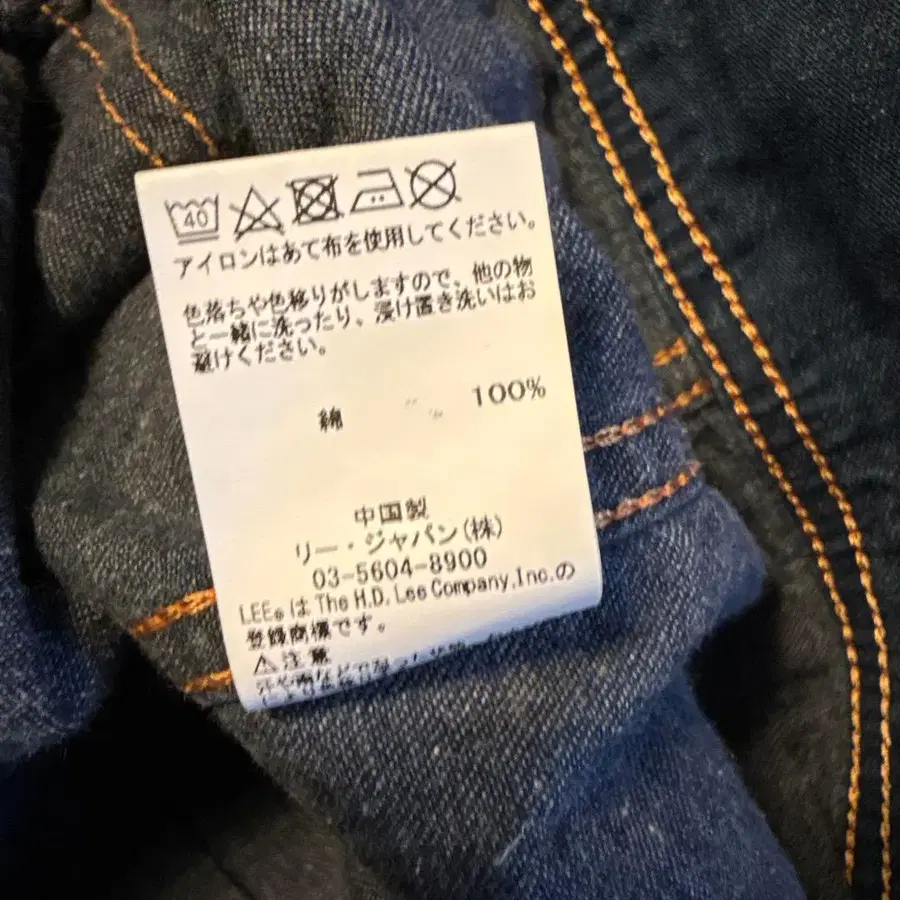 40
アイロンはあて布を使用してください。
色落ちや色移りがしますので、他の物
と一緒に洗ったり、浸け置き洗いはお
避けください。
綿 100%
中国製
リー・ジャパン(株)
03-5604-8900
LEE®は The H.D. Lee Company,Inc.の
登録商標です。
⚠注意